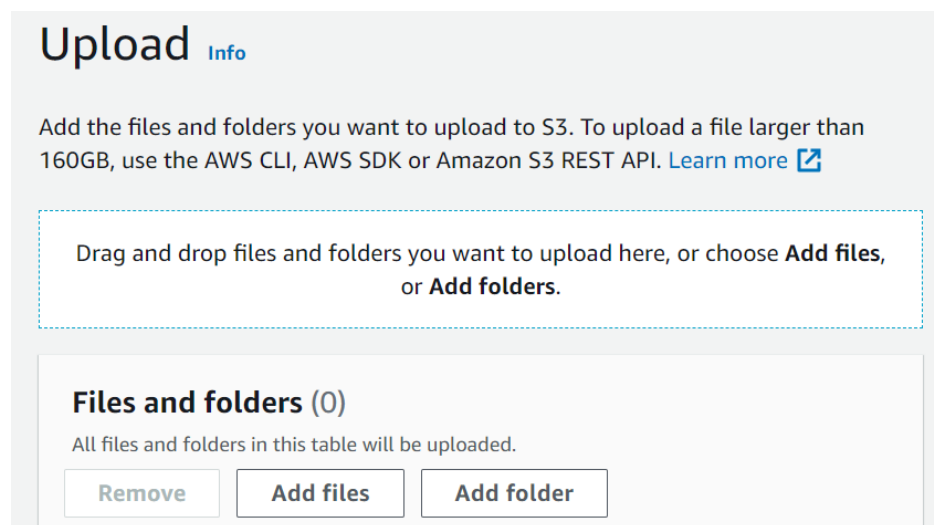 Upload Info
Add the files and folders you want to upload to S3. To upload a file larger than
160GB, use the AWS CLI, AWS SDK or Amazon S3 REST API. Learn more
Drag and drop files and folders you want to upload here, or choose Add files,
or Add folders.
Files and folders (0)
All files and folders in this table will be uploaded.
Remove Add files Add folder